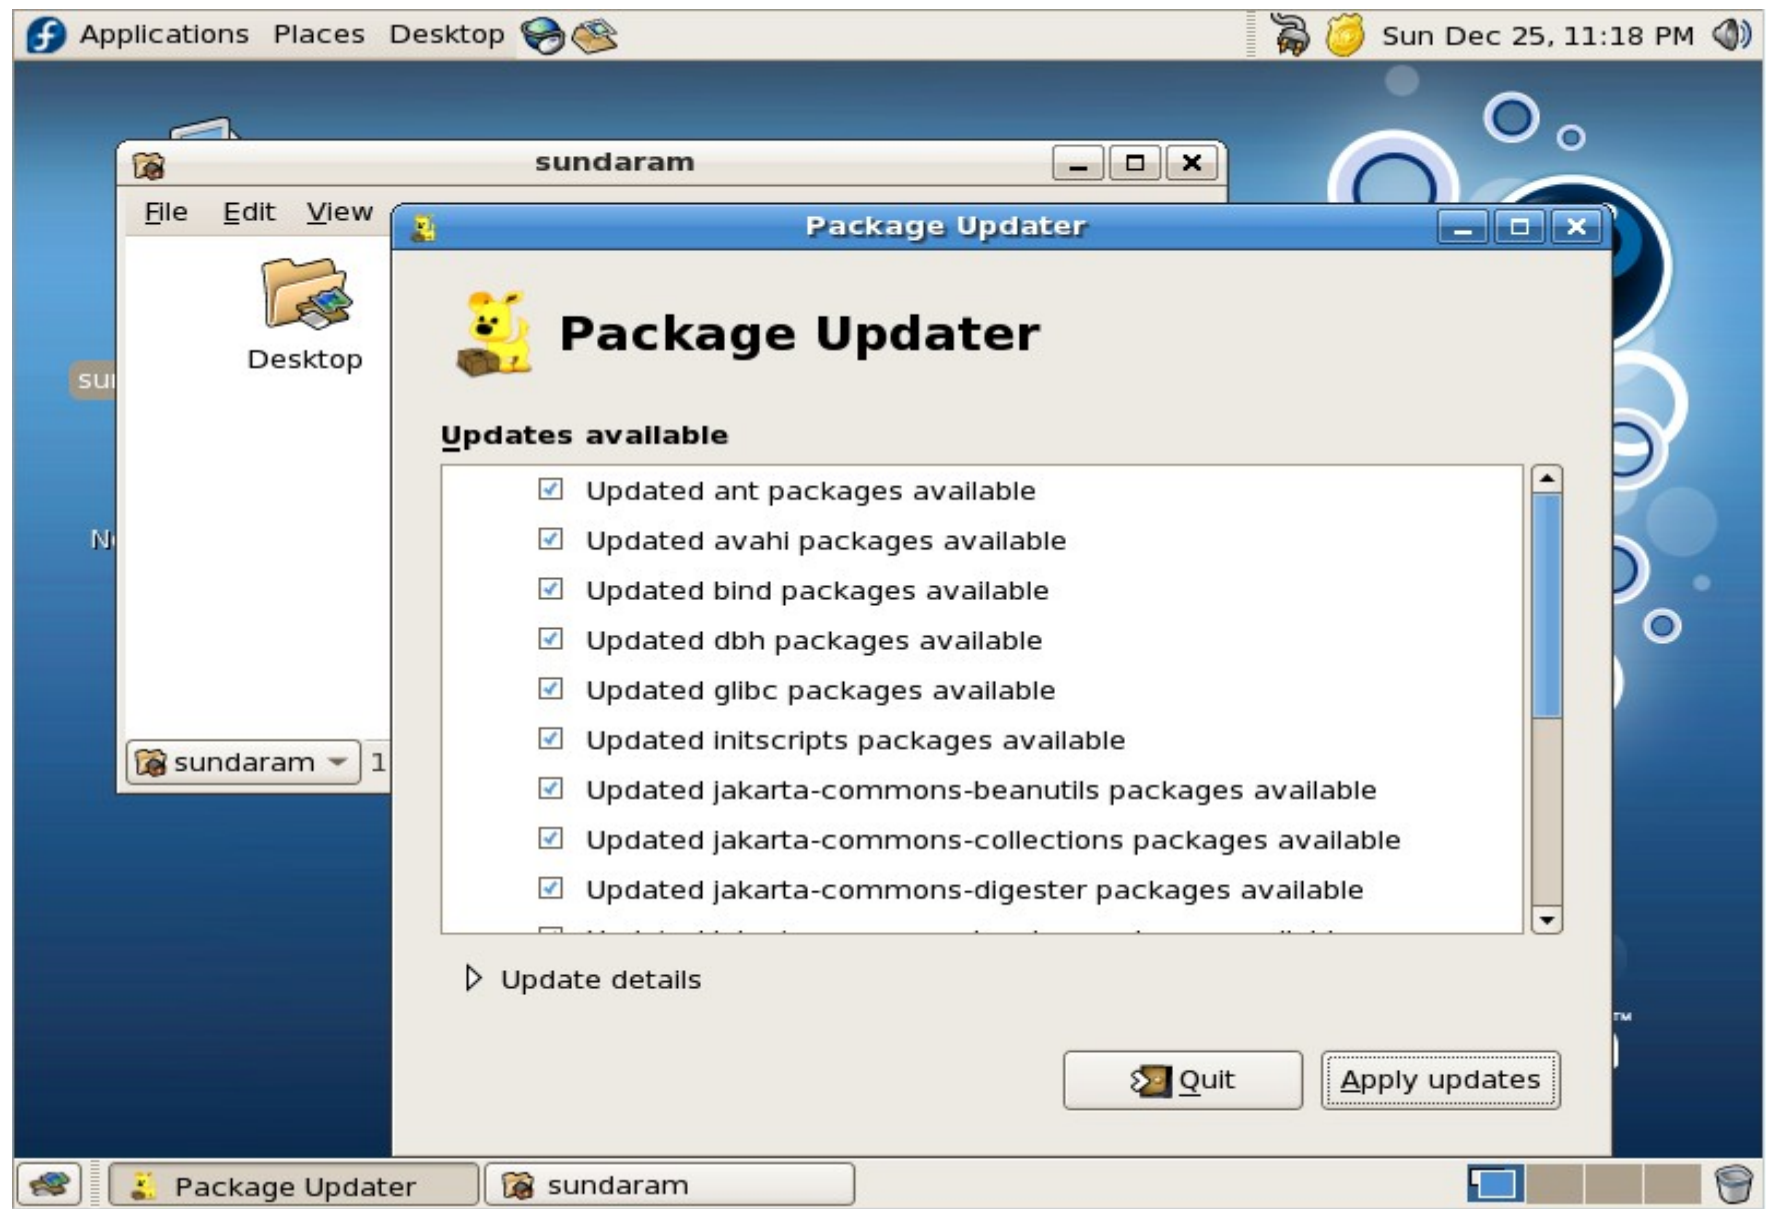 Applications Places Desktop
Sun Dec 25, 11:18 PM
sundaram
File Edit View
Package Updater
Desktop
Package Updater
Updates available
Updated ant packages available
Updated avahi packages available
Updated bind packages available
Updated dbh packages available
Updated glibc packages available
Updated initscripts packages available
Updated jakarta-commons-beanutils packages available
Updated jakarta-commons-collections packages available
Updated jakarta-commons-digester packages available
sundaram 1
Update details
TM
Quit Apply updates
Package Updater sundaram